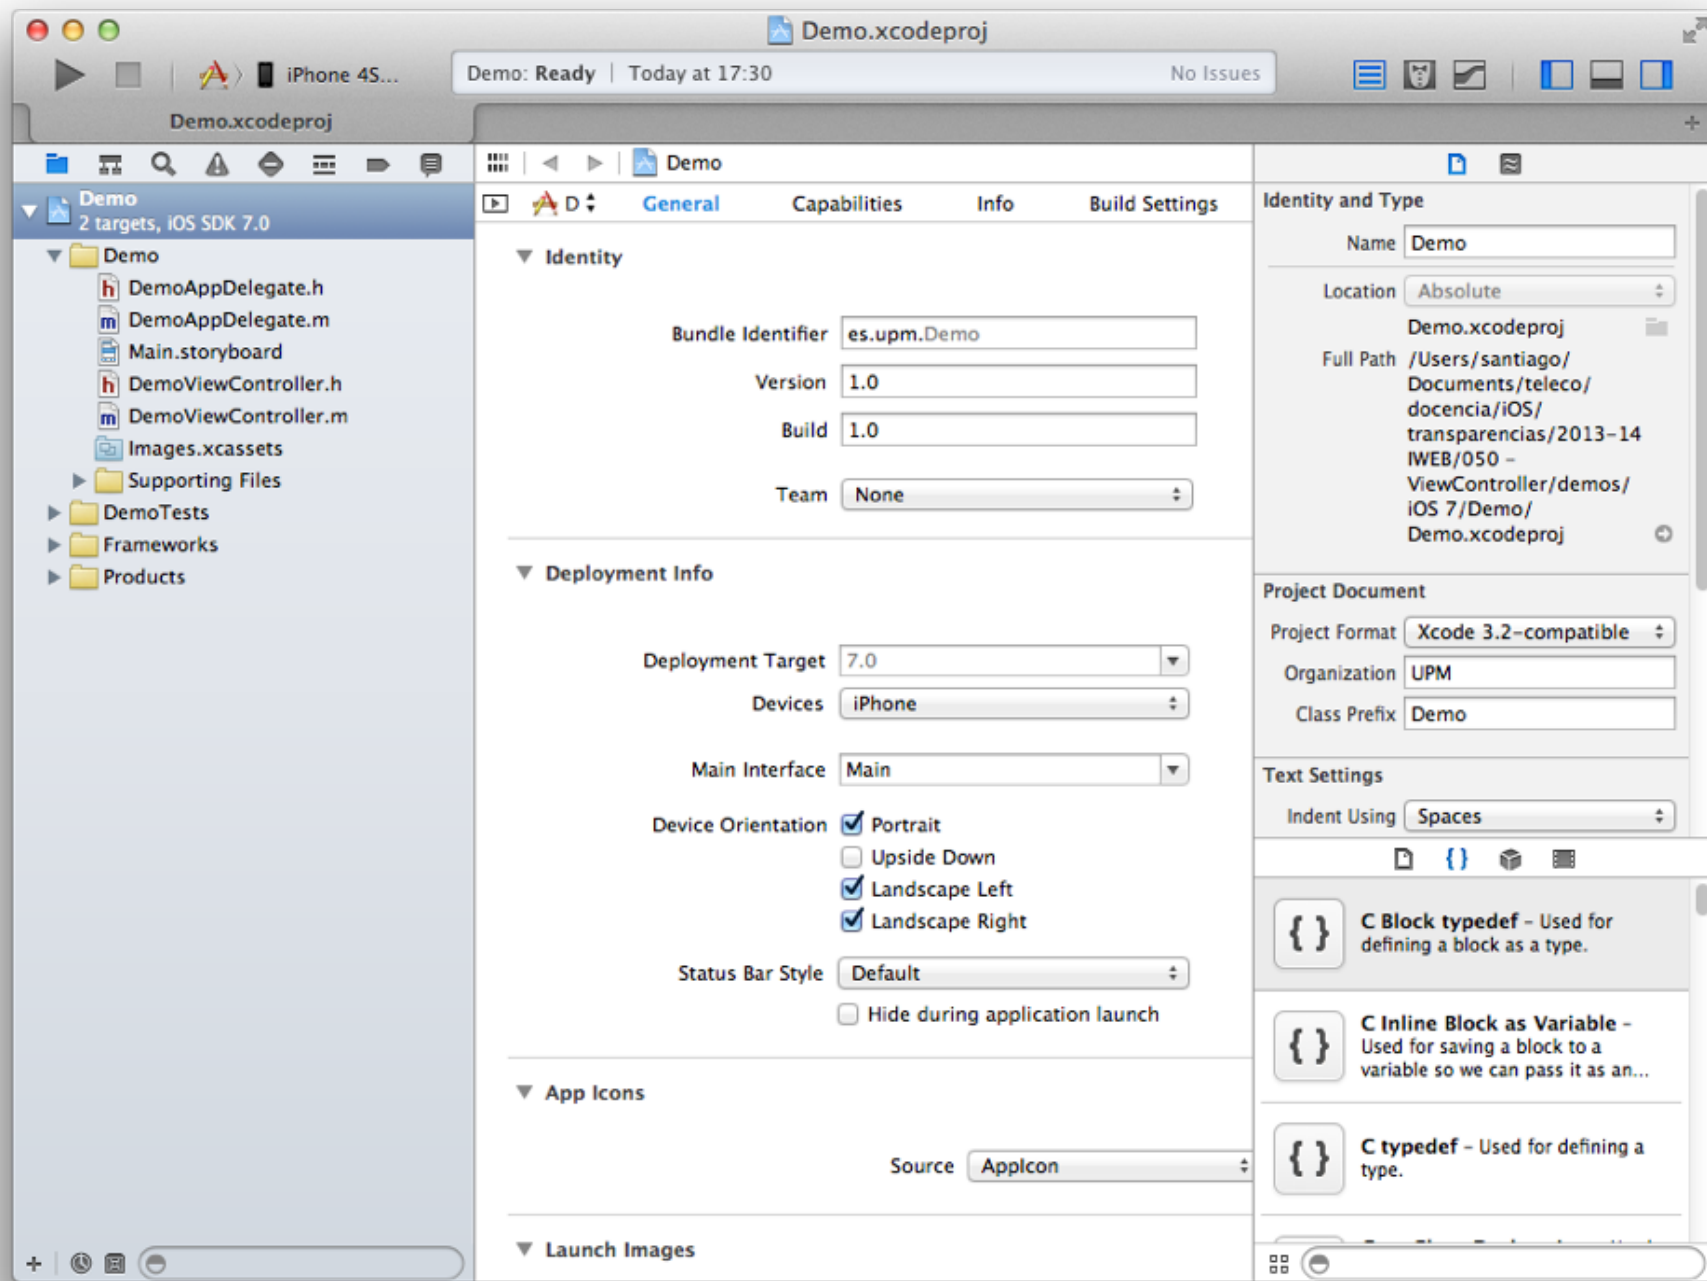 Demo.xcodeproj
iPhone 4S...
Demo: Ready | Today at 17:30
No Issues
Demo.xcodeproj
Demo
2 targets, iOS SDK 7.0
Demo
DemoAppDelegate.h
DemoAppDelegate.m
Main.storyboard
DemoViewController.h
DemoViewController.m
Images.xcassets
Supporting Files
DemoTests
Frameworks
Products
Demo
D General Capabilities Info Build Settings
Identity
Bundle Identifier es.upm.Demo
Version 1.0
Build 1.0
Team None
Deployment Info
Deployment Target 7.0
Devices iPhone
Main Interface Main
Device Orientation Portrait
Upside Down
Landscape Left
Landscape Right
Status Bar Style Default
Hide during application launch
App Icons
Source AppIcon
Launch Images
Identity and Type
Name Demo
Location Absolute
Demo.xcodeproj
Full Path /Users/santiago/
Documents/teleco/
docencia/iOS/
transparencias/2013-14
IWEB/050 -
ViewController/demos/
iOS 7/Demo/
Demo.xcodeproj
Project Document
Project Format Xcode 3.2-compatible
Organization UPM
Class Prefix Demo
Text Settings
Indent Using Spaces
{ }
{ } C Block typedef - Used for
defining a block as a type.
{ } C Inline Block as Variable -
Used for saving a block to a
variable so we can pass it as an...
{ } C typedef - Used for defining a
type.